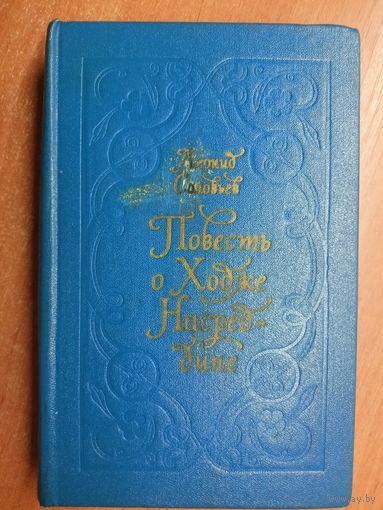 Леонид
Соловьев
Повесть
о Ходже
Насред-
дине
ay.by